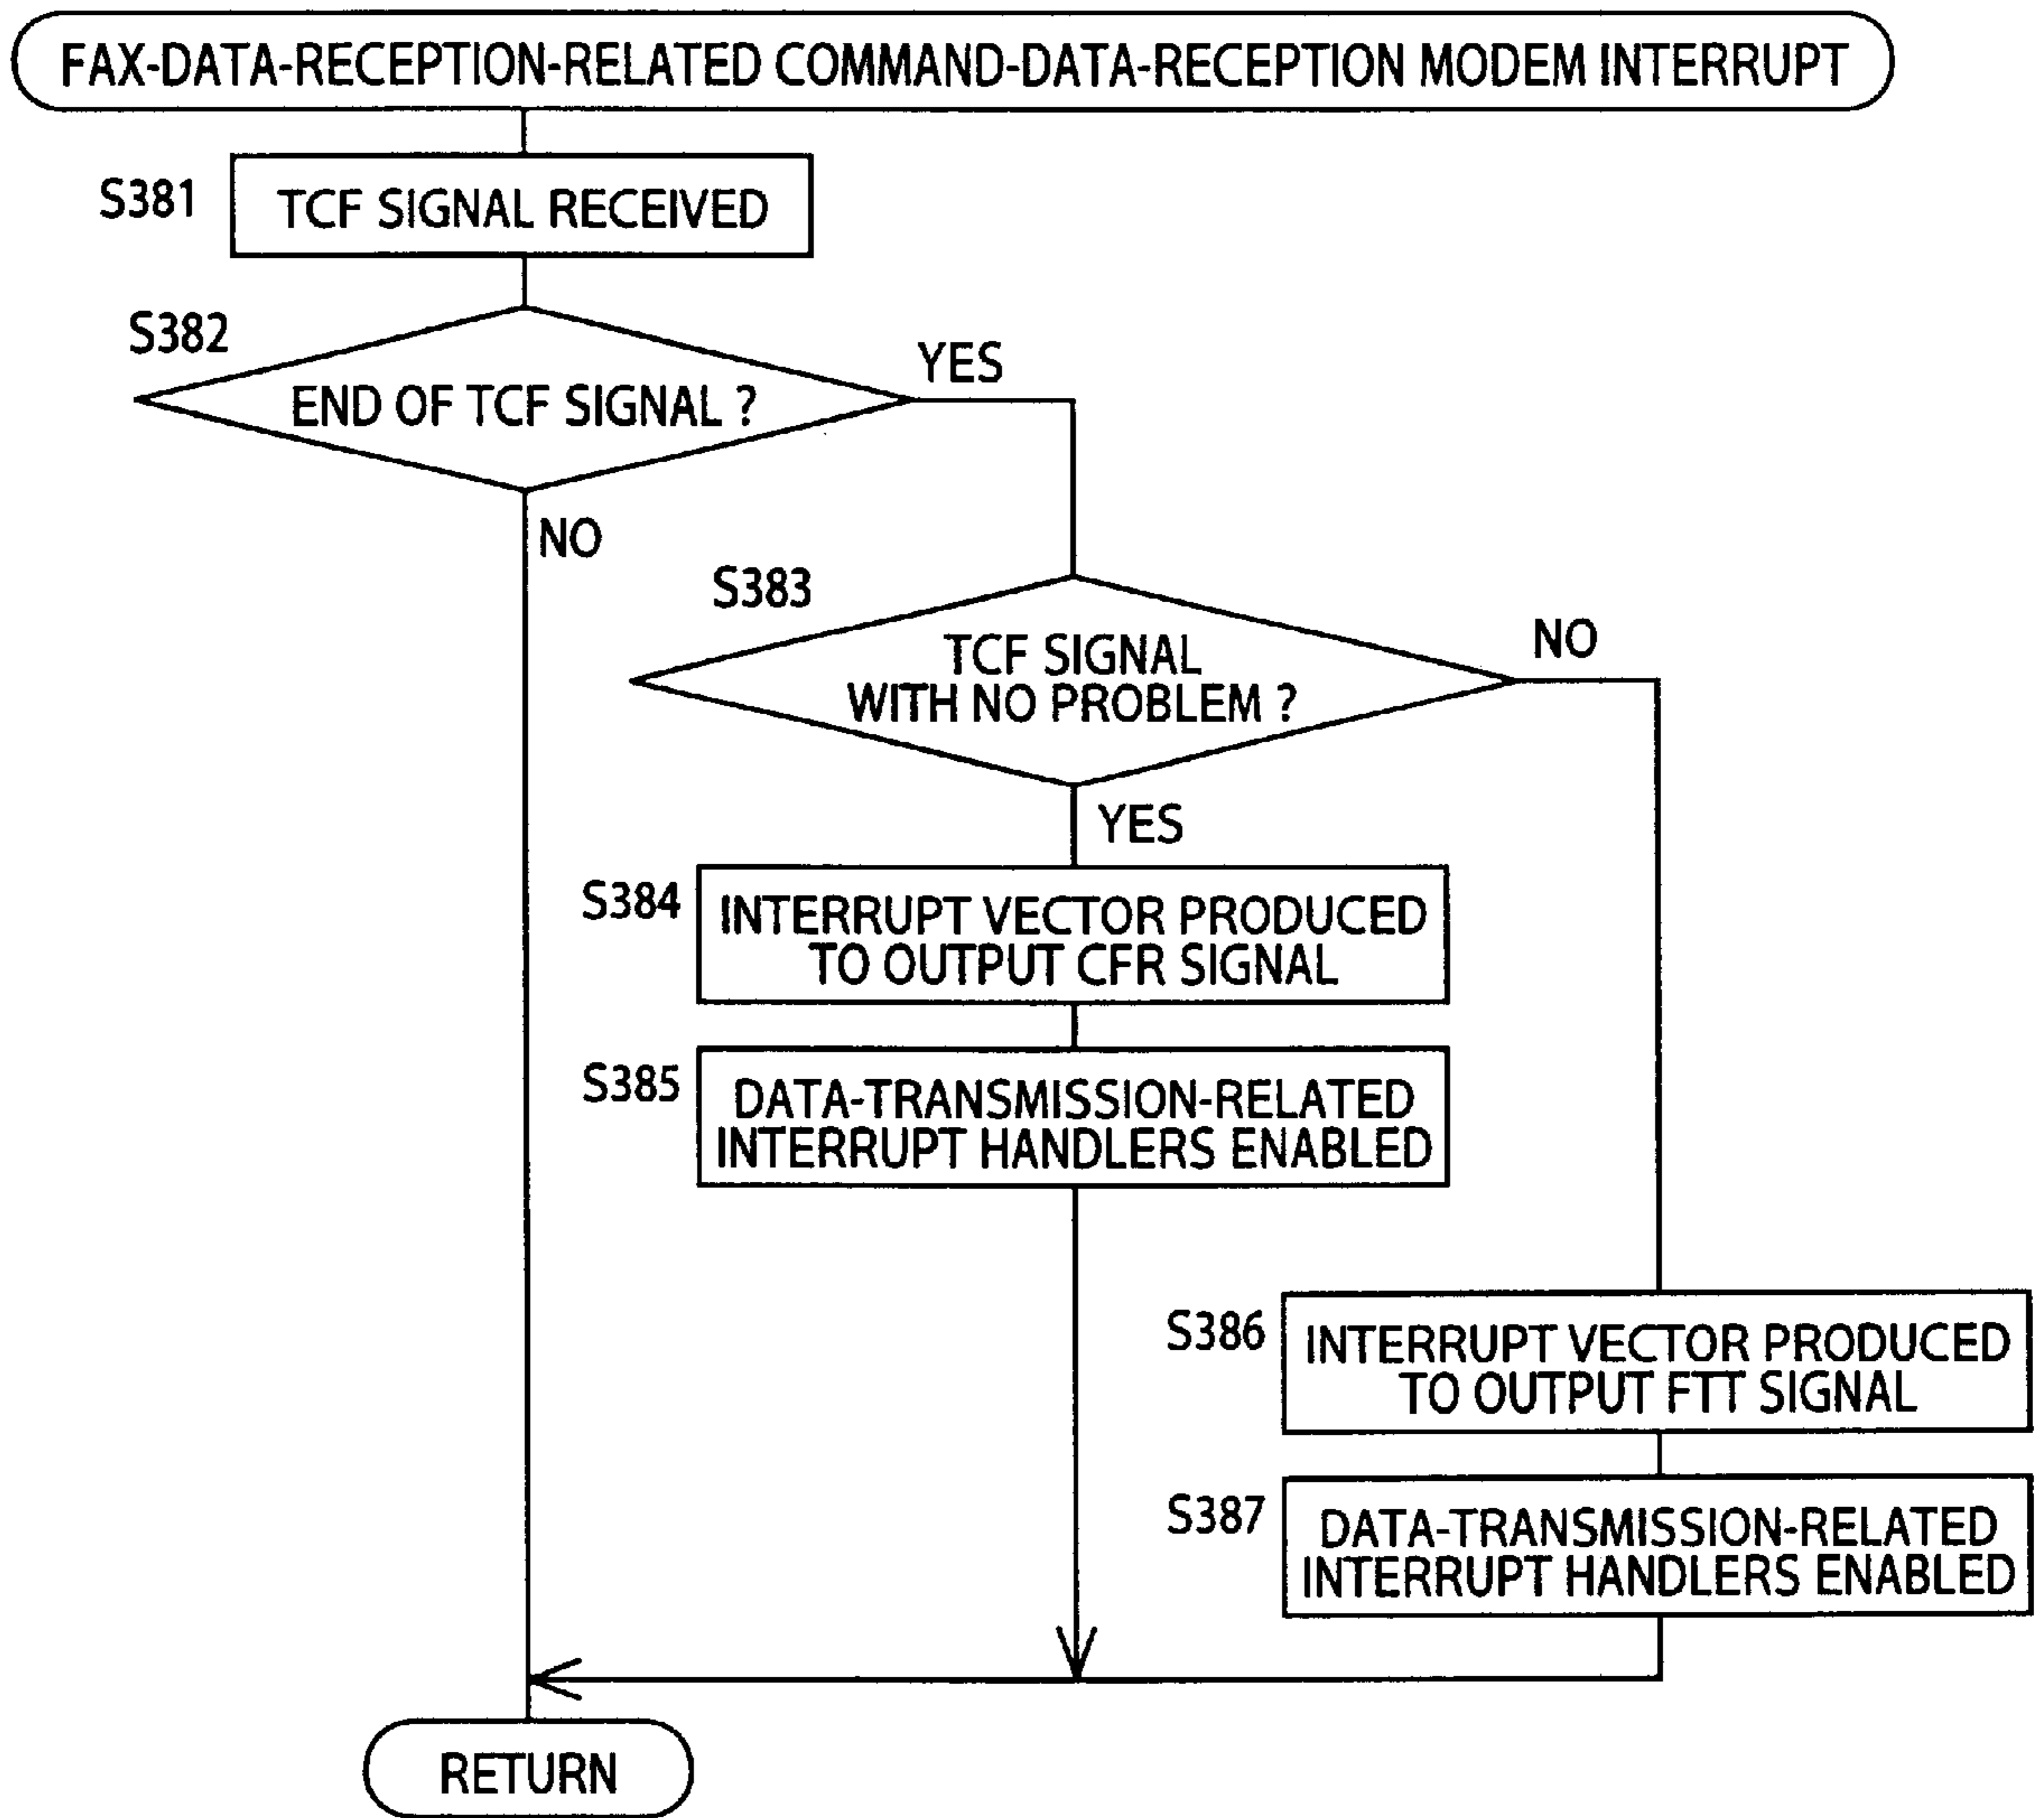 FAX-DATA-RECEPTION-RELATED COMMAND-DATA-RECEPTION MODEM INTERRUPT
S381
TCF SIGNAL RECEIVED
S382
END OF TCF SIGNAL ?
YES
NO
S383
TCF SIGNAL
WITH NO PROBLEM ?
NO
YES
S384
INTERRUPT VECTOR PRODUCED
TO OUTPUT CFR SIGNAL
S385
DATA-TRANSMISSION-RELATED
INTERRUPT HANDLERS ENABLED
S386
INTERRUPT VECTOR PRODUCED
TO OUTPUT FTT SIGNAL
S387
DATA-TRANSMISSION-RELATED
INTERRUPT HANDLERS ENABLED
RETURN